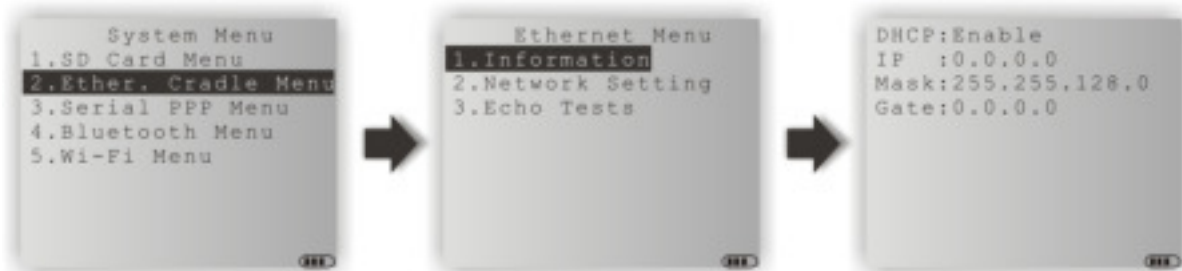 System Menu
1.SD Card Menu
2.Ether. Cradle Menu
3.Serial PPP Menu
4.Bluetooth Menu
5.Wi-Fi Menu
Ethernet Menu
1.Information
2.Network Setting
3.Echo Tests
DHCP:Enable
IP  :0.0.0.0
Mask:255.255.128.0
Gate:0.0.0.0